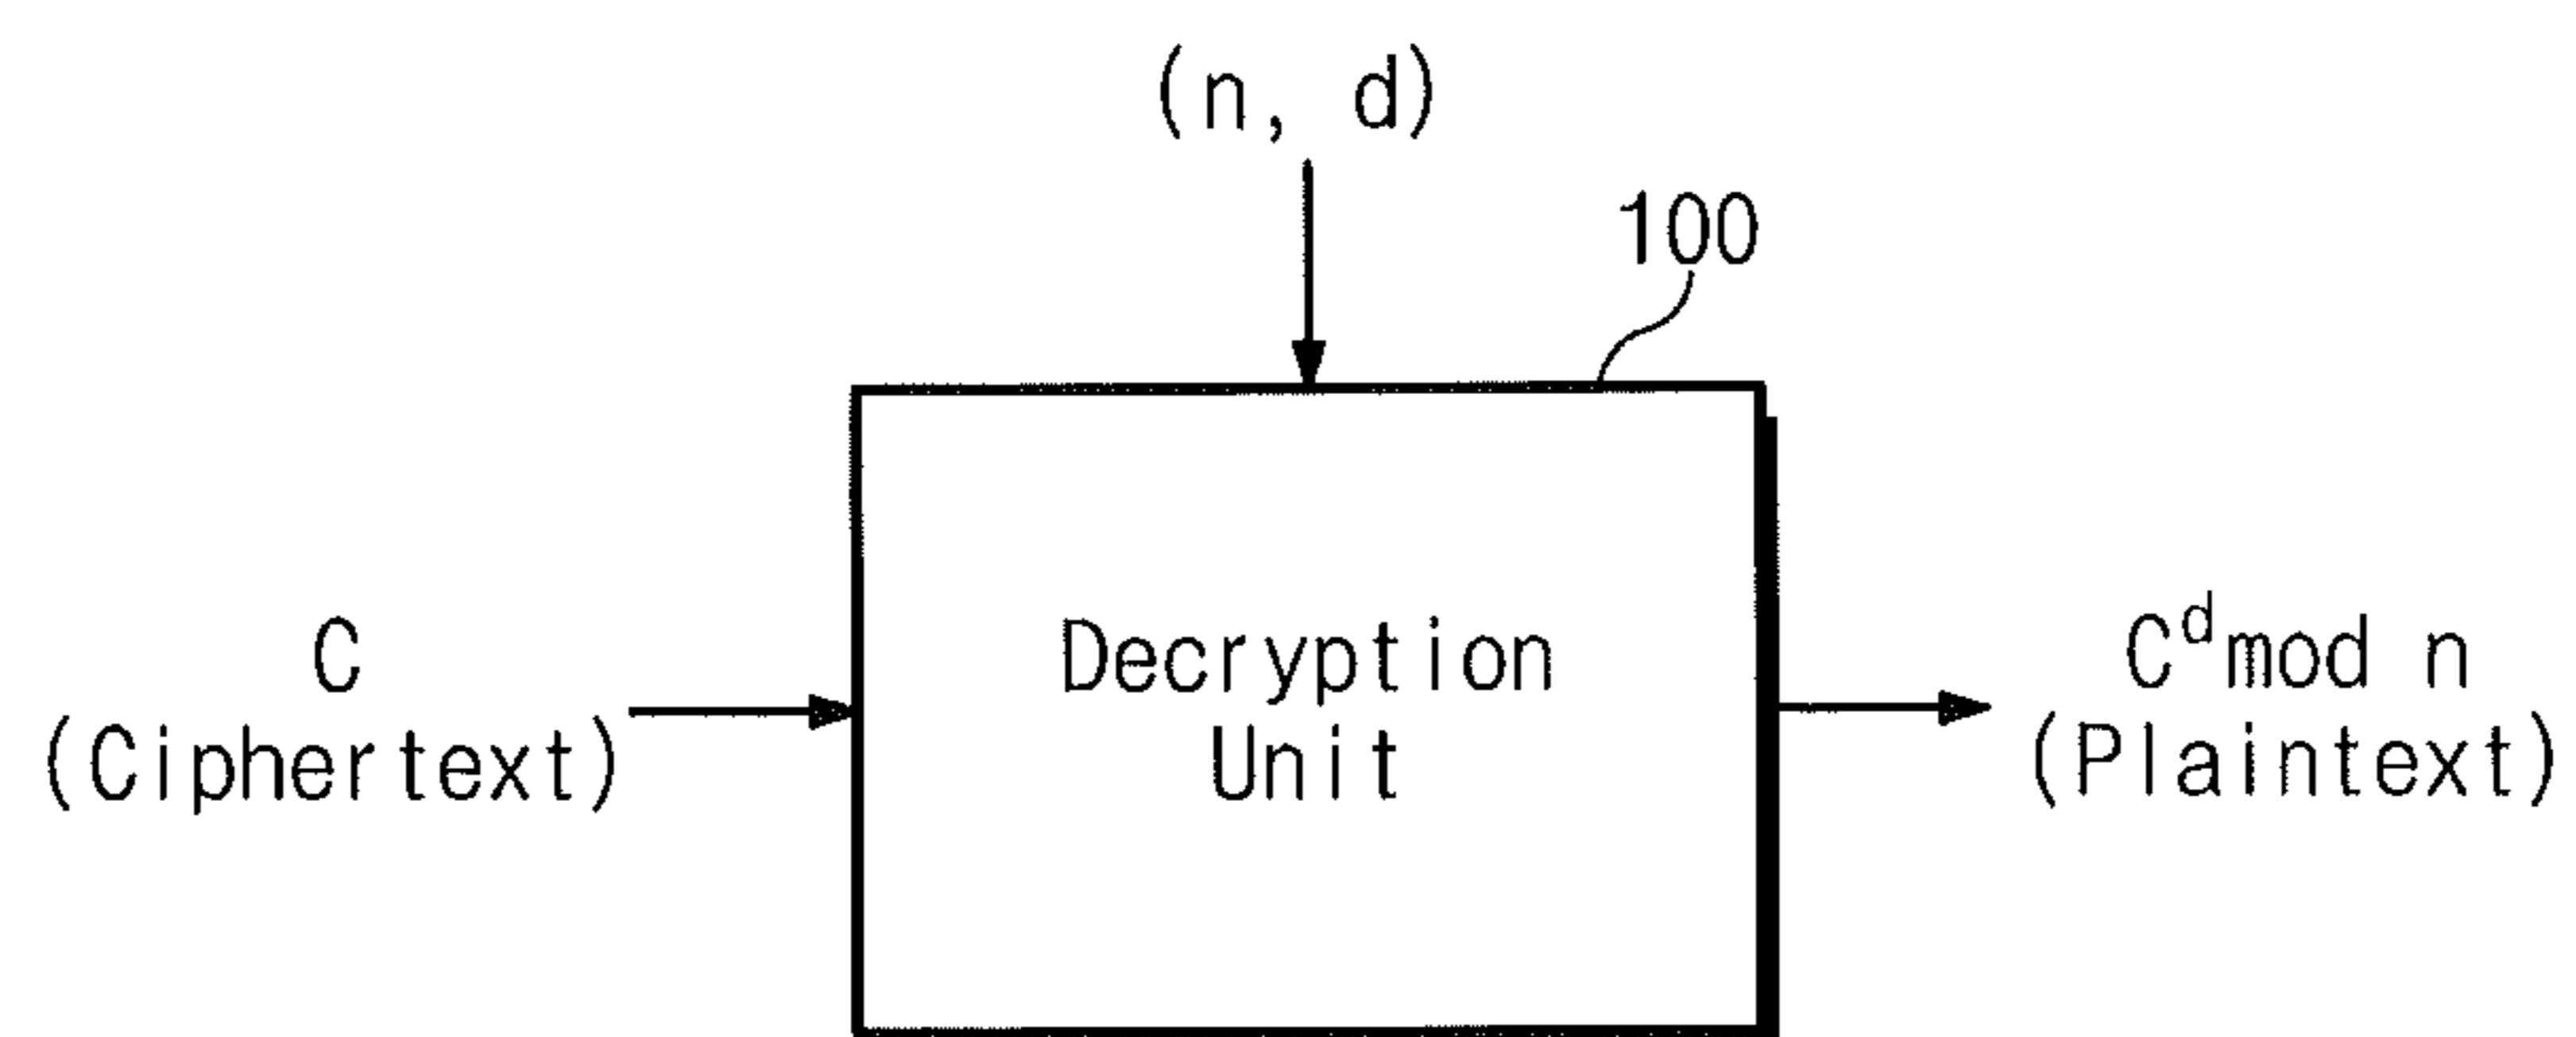 (n, d)
100
C
(Ciphertext)
Decryption
Unit
C^d mod n
(Plaintext)